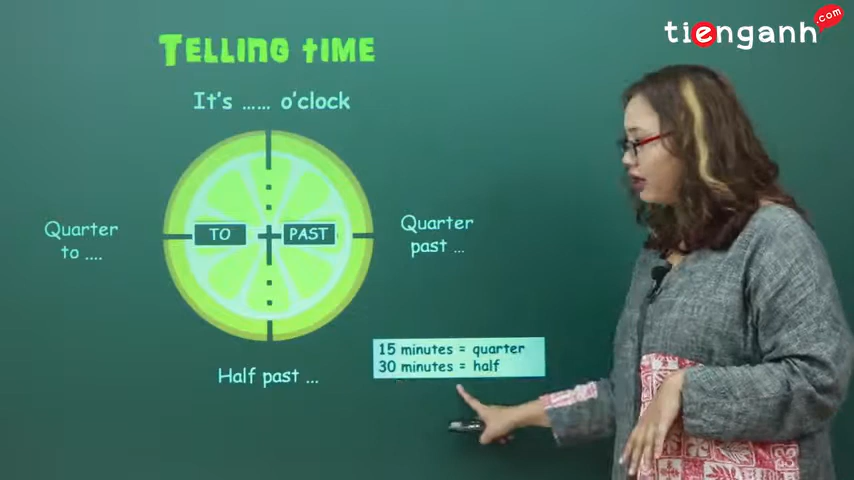 tienganh
.com
TELLING TIME
It's ...... o'clock
Quarter
to ....
TO
PAST
Quarter
past ...
15 minutes = quarter
30 minutes = half
Half past ...